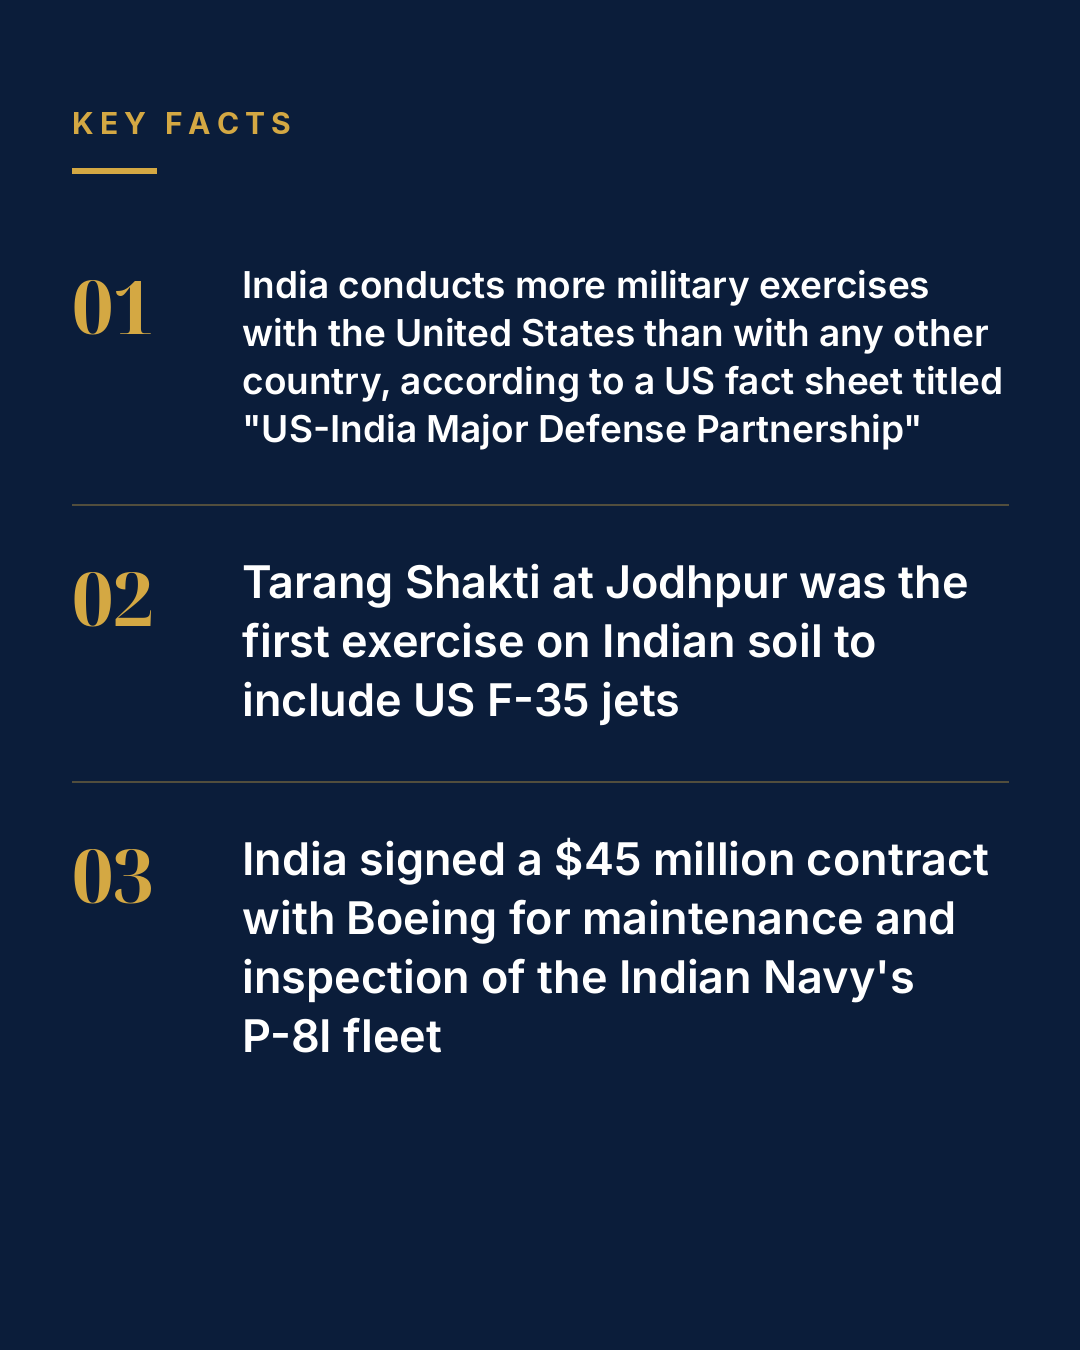 KEY FACTS
01
India conducts more military exercises
with the United States than with any other
country, according to a US fact sheet titled
"US-India Major Defense Partnership"
02
Tarang Shakti at Jodhpur was the
first exercise on Indian soil to
include US F-35 jets
03
India signed a $45 million contract
with Boeing for maintenance and
inspection of the Indian Navy's
P-8I fleet